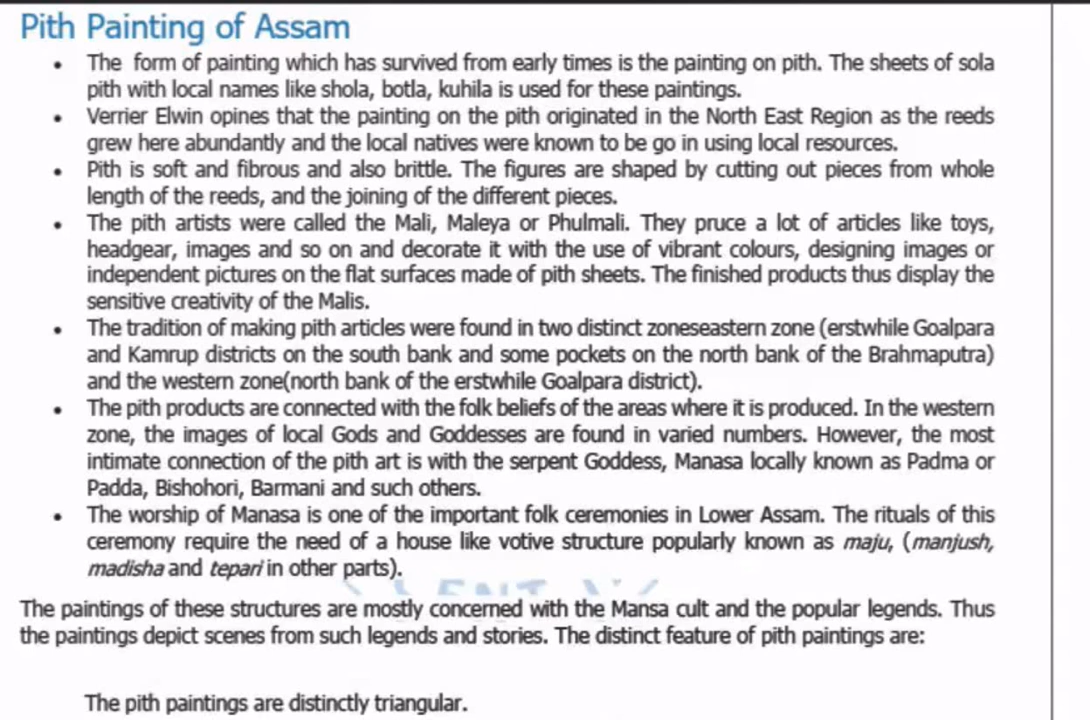 Pith Painting of Assam
• The form of painting which has survived from early times is the painting on pith. The sheets of sola
pith with local names like shola, botla, kuhila is used for these paintings.
• Verrier Elwin opines that the painting on the pith originated in the North East Region as the reeds
grew here abundantly and the local natives were known to be go in using local resources.
• Pith is soft and fibrous and also brittle. The figures are shaped by cutting out pieces from whole
length of the reeds, and the joining of the different pieces.
• The pith artists were called the Mali, Maleya or Phulmali. They pruce a lot of articles like toys,
headgear, images and so on and decorate it with the use of vibrant colours, designing images or
independent pictures on the flat surfaces made of pith sheets. The finished products thus display the
sensitive creativity of the Malis.
• The tradition of making pith articles were found in two distinct zoneseastern zone (erstwhile Goalpara
and Kamrup districts on the south bank and some pockets on the north bank of the Brahmaputra)
and the western zone(north bank of the erstwhile Goalpara district).
• The pith products are connected with the folk beliefs of the areas where it is produced. In the western
zone, the images of local Gods and Goddesses are found in varied numbers. However, the most
intimate connection of the pith art is with the serpent Goddess, Manasa locally known as Padma or
Padda, Bishohori, Barmani and such others.
• The worship of Manasa is one of the important folk ceremonies in Lower Assam. The rituals of this
ceremony require the need of a house like votive structure popularly known as maju, (manjush,
madisha and tepari in other parts).
The paintings of these structures are mostly concerned with the Mansa cult and the popular legends. Thus
the paintings depict scenes from such legends and stories. The distinct feature of pith paintings are:
The pith paintings are distinctly triangular.